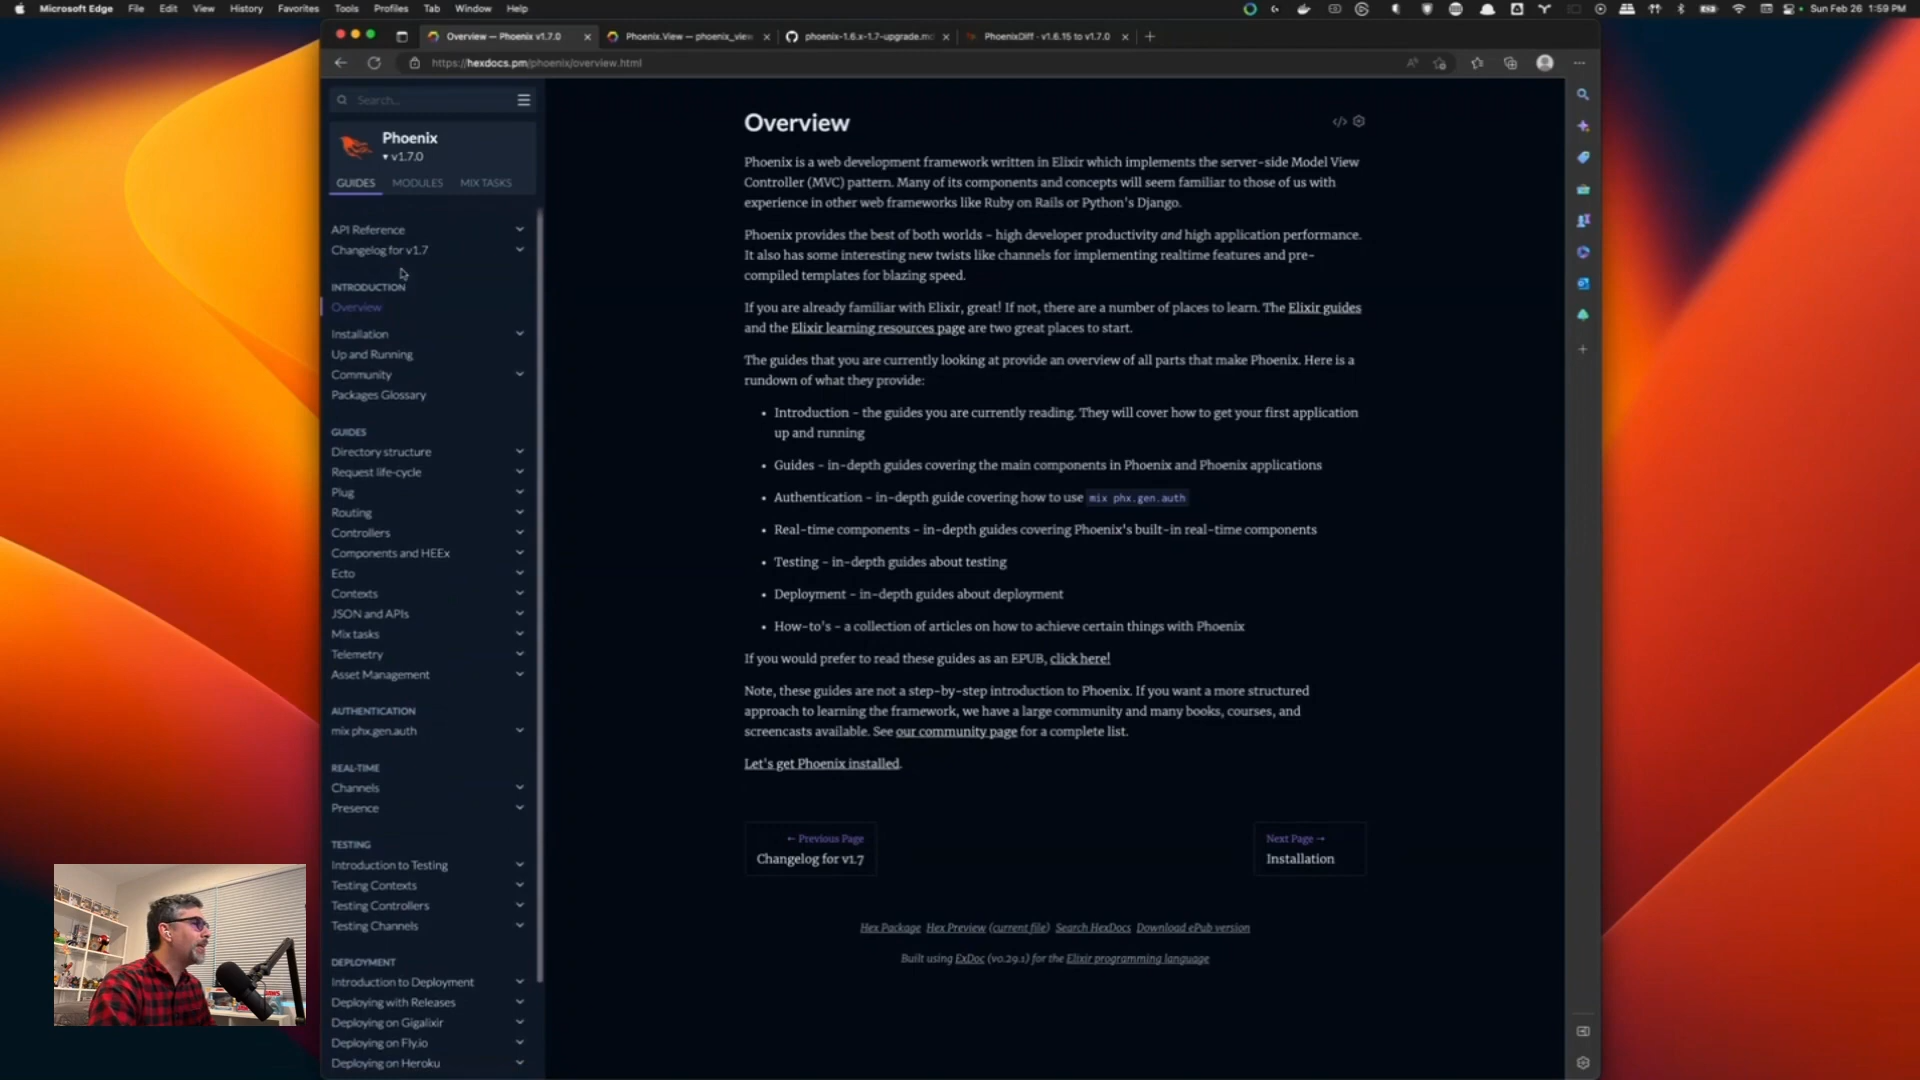 Microsoft Edge File Edit View History Favorites Tools Profiles Tab Window Help
Sun Feb 26 1:59 PM
Overview — Phoenix v1.7.0
Phoenix.View — phoenix_view
phoenix-1.6.x-1.7-upgrade.md
PhoenixDiff · v1.6.15 to v1.7.0
https://hexdocs.pm/phoenix/overview.html
Search...
Phoenix
v1.7.0
GUIDES MODULES MIX TASKS
API Reference
Changelog for v1.7
INTRODUCTION
Overview
Installation
Up and Running
Community
Packages Glossary
GUIDES
Directory structure
Request life-cycle
Plug
Routing
Controllers
Components and HEEx
Ecto
Contexts
JSON and APIs
Mix tasks
Telemetry
Asset Management
AUTHENTICATION
mix phx.gen.auth
REAL-TIME
Channels
Presence
TESTING
Introduction to Testing
Testing Contexts
Testing Controllers
Testing Channels
DEPLOYMENT
Introduction to Deployment
Deploying with Releases
Deploying on Gigalixir
Deploying on Fly.io
Deploying on Heroku
Overview
Phoenix is a web development framework written in Elixir which implements the server-side Model View
Controller (MVC) pattern. Many of its components and concepts will seem familiar to those of us with
experience in other web frameworks like Ruby on Rails or Python's Django.
Phoenix provides the best of both worlds - high developer productivity and high application performance.
It also has some interesting new twists like channels for implementing realtime features and pre-
compiled templates for blazing speed.
If you are already familiar with Elixir, great! If not, there are a number of places to learn. The Elixir guides
and the Elixir learning resources page are two great places to start.
The guides that you are currently looking at provide an overview of all parts that make Phoenix. Here is a
rundown of what they provide:
• Introduction - the guides you are currently reading. They will cover how to get your first application
up and running
• Guides - in-depth guides covering the main components in Phoenix and Phoenix applications
• Authentication - in-depth guide covering how to use mix phx.gen.auth
• Real-time components - in-depth guides covering Phoenix's built-in real-time components
• Testing - in-depth guides about testing
• Deployment - in-depth guides about deployment
• How-to's - a collection of articles on how to achieve certain things with Phoenix
If you would prefer to read these guides as an EPUB, click here!
Note, these guides are not a step-by-step introduction to Phoenix. If you want a more structured
approach to learning the framework, we have a large community and many books, courses, and
screencasts available. See our community page for a complete list.
Let's get Phoenix installed.
← Previous Page
Changelog for v1.7
Next Page →
Installation
Hex Package Hex Preview (current file) Search HexDocs Download ePub version
Built using ExDoc (v0.29.1) for the Elixir programming language